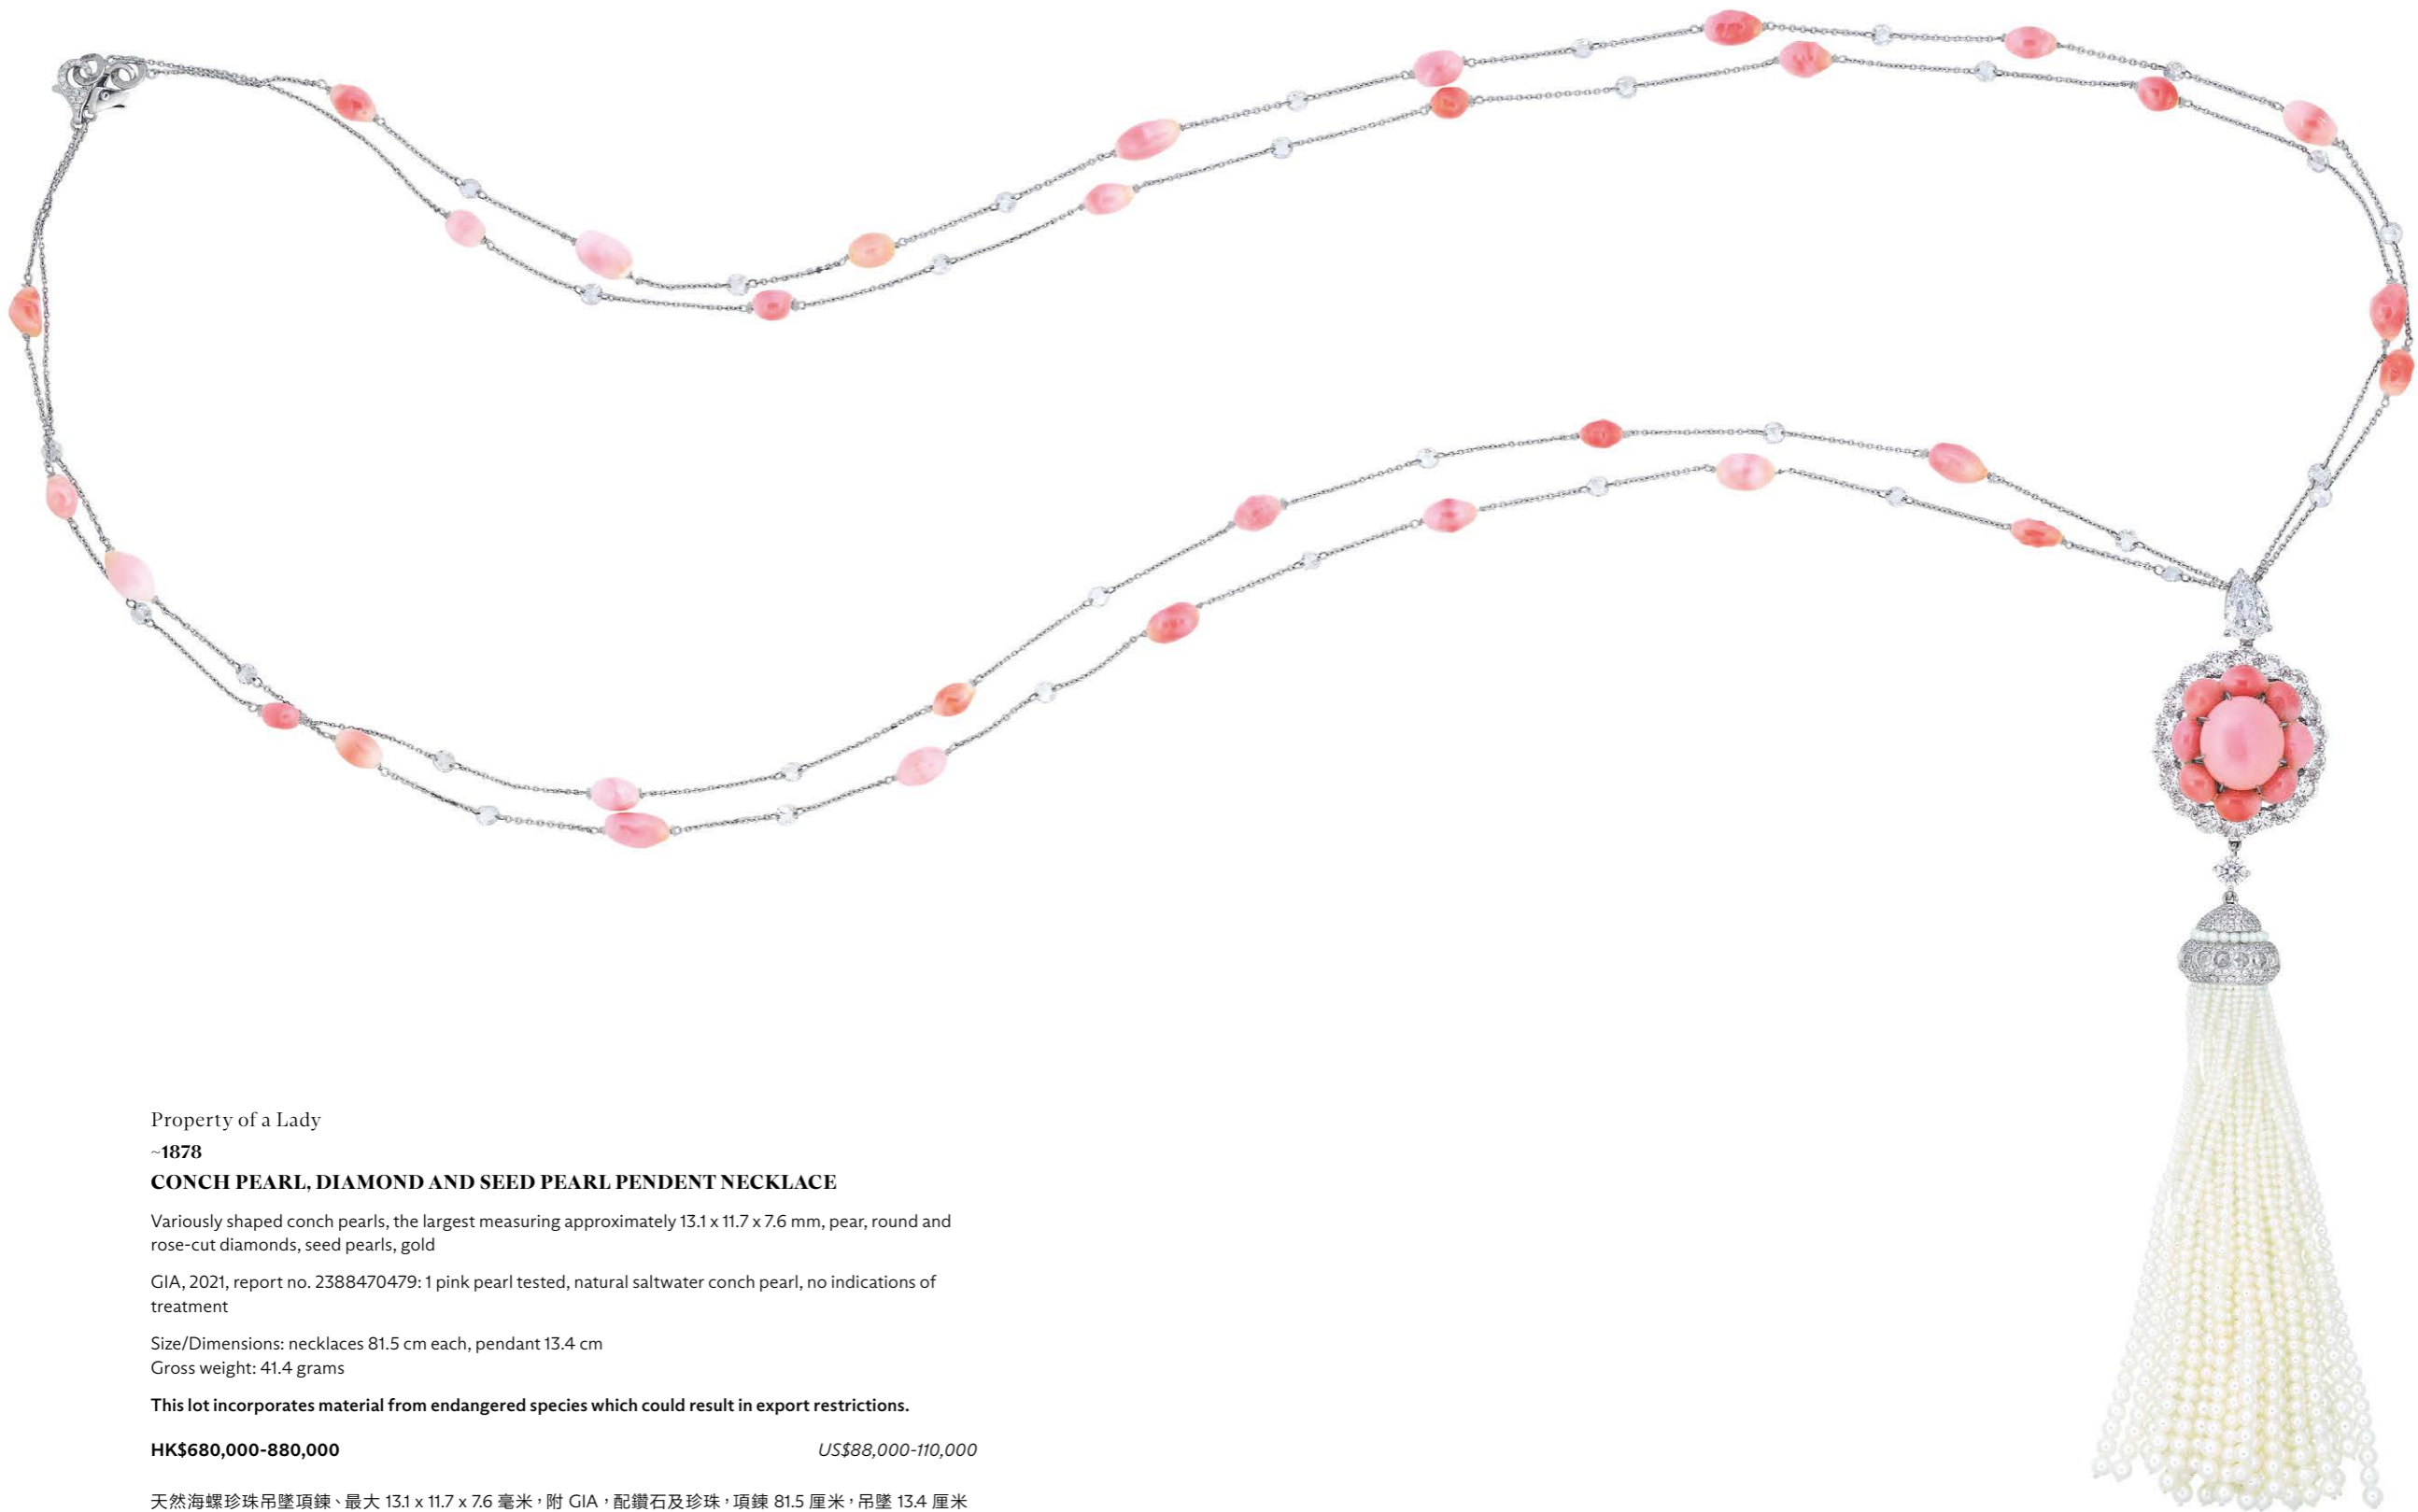 Property of a Lady
~1878
CONCH PEARL, DIAMOND AND SEED PEARL PENDENT NECKLACE
Variously shaped conch pearls, the largest measuring approximately 13.1 x 11.7 x 7.6 mm, pear, round and
rose-cut diamonds, seed pearls, gold
GIA, 2021, report no. 2388470479: 1 pink pearl tested, natural saltwater conch pearl, no indications of
treatment
Size/Dimensions: necklaces 81.5 cm each, pendant 13.4 cm
Gross weight: 41.4 grams
This lot incorporates material from endangered species which could result in export restrictions.
HK$680,000-880,000 US$88,000-110,000
天然海螺珍珠吊墜項鍊、最大 13.1 x 11.7 x 7.6 毫米，附 GIA，配鑽石及珍珠，項鍊 81.5 厘米，吊墜 13.4 厘米